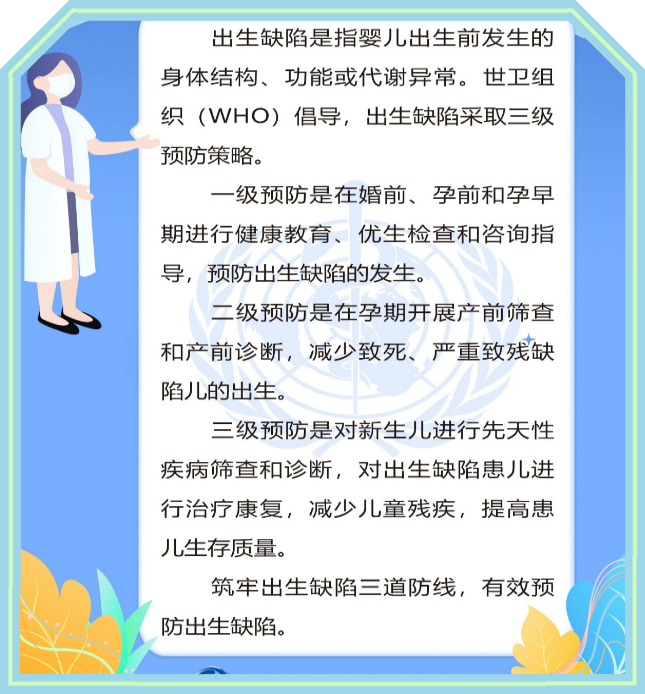 出生缺陷是指婴儿出生前发生的
身体结构、功能或代谢异常。世卫组
织（WHO）倡导，出生缺陷采取三级
预防策略。
一级预防是在婚前、孕前和孕早
期进行健康教育、优生检查和咨询指
导，预防出生缺陷的发生。
二级预防是在孕期开展产前筛查
和产前诊断，减少致死、严重致残缺
陷儿的出生。
三级预防是对新生儿进行先天性
疾病筛查和诊断，对出生缺陷患儿进
行治疗康复，减少儿童残疾，提高患
儿生存质量。
筑牢出生缺陷三道防线，有效预
防出生缺陷。